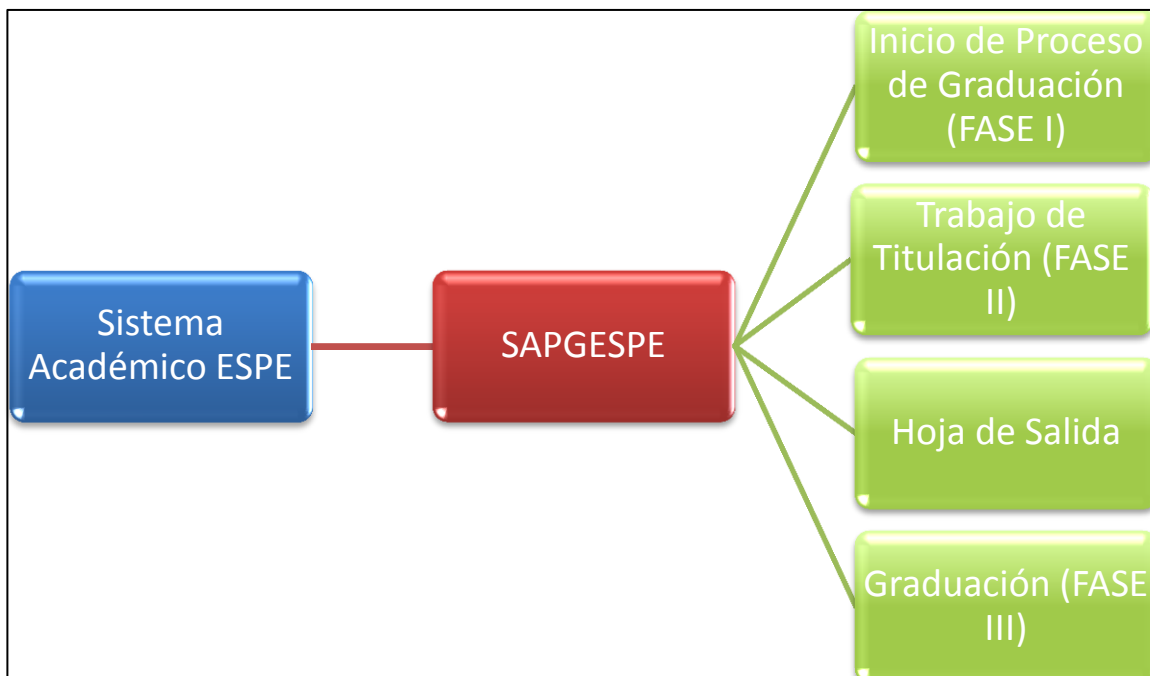 Sistema
Académico ESPE
SAPGESPE
Inicio de Proceso
de Graduación
(FASE I)
Trabajo de
Titulación (FASE
II)
Hoja de Salida
Graduación (FASE
III)